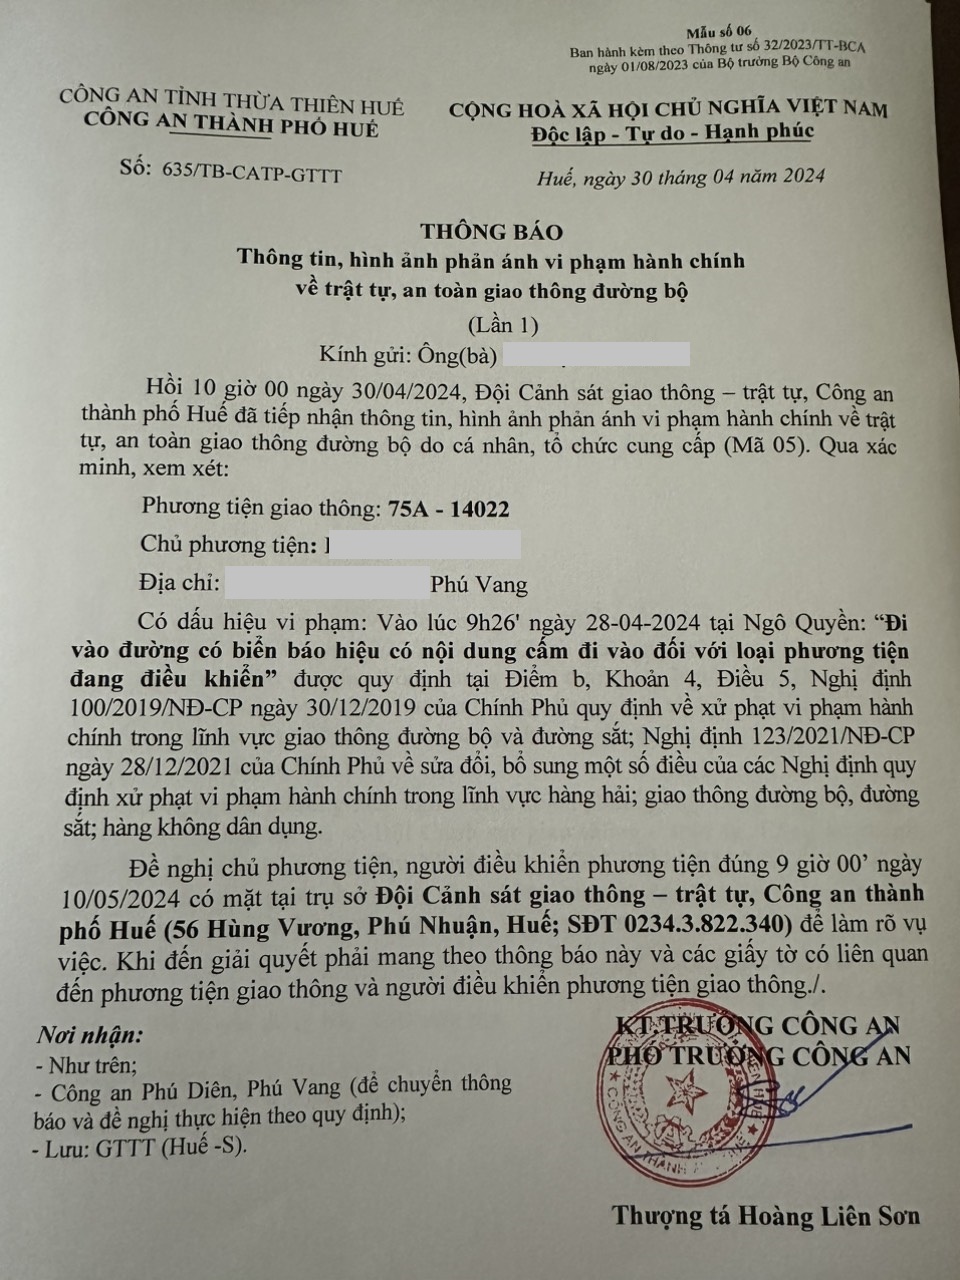 Mẫu số 06
Ban hành kèm theo Thông tư số 32/2023/TT-BCA
ngày 01/08/2023 của Bộ trưởng Bộ Công an
CÔNG AN TỈNH THỪA THIÊN HUẾ
CÔNG AN THÀNH PHỐ HUẾ
Số: 635/TB-CATP-GTTT
CỘNG HOÀ XÃ HỘI CHỦ NGHĨA VIỆT NAM
Độc lập - Tự do - Hạnh phúc
Huế, ngày 30 tháng 04 năm 2024
THÔNG BÁO
Thông tin, hình ảnh phản ánh vi phạm hành chính
về trật tự, an toàn giao thông đường bộ
(Lần 1)
Kính gửi: Ông(bà)
Hồi 10 giờ 00 ngày 30/04/2024, Đội Cảnh sát giao thông – trật tự, Công an
thành phố Huế đã tiếp nhận thông tin, hình ảnh phản ánh vi phạm hành chính về trật
tự, an toàn giao thông đường bộ do cá nhân, tổ chức cung cấp (Mã 05). Qua xác
minh, xem xét:
Phương tiện giao thông: 75A - 14022
Chủ phương tiện:
Địa chỉ: Phú Vang
Có dấu hiệu vi phạm: Vào lúc 9h26' ngày 28-04-2024 tại Ngô Quyền: “Đi
vào đường có biển báo hiệu có nội dung cấm đi vào đối với loại phương tiện
đang điều khiển” được quy định tại Điểm b, Khoản 4, Điều 5, Nghị định
100/2019/NĐ-CP ngày 30/12/2019 của Chính Phủ quy định về xử phạt vi phạm hành
chính trong lĩnh vực giao thông đường bộ và đường sắt; Nghị định 123/2021/NĐ-CP
ngày 28/12/2021 của Chính Phủ về sửa đổi, bổ sung một số điều của các Nghị định quy
định xử phạt vi phạm hành chính trong lĩnh vực hàng hải; giao thông đường bộ, đường
sắt; hàng không dân dụng.
Đề nghị chủ phương tiện, người điều khiển phương tiện đúng 9 giờ 00’ ngày
10/05/2024 có mặt tại trụ sở Đội Cảnh sát giao thông – trật tự, Công an thành
phố Huế (56 Hùng Vương, Phú Nhuận, Huế; SĐT 0234.3.822.340) để làm rõ vụ
việc. Khi đến giải quyết phải mang theo thông báo này và các giấy tờ có liên quan
đến phương tiện giao thông và người điều khiển phương tiện giao thông./.
Nơi nhận:
- Như trên;
- Công an Phú Diên, Phú Vang (để chuyển thông
báo và đề nghị thực hiện theo quy định);
- Lưu: GTTT (Huế -S).
KT.TRƯỞNG CÔNG AN
PHÓ TRƯỞNG CÔNG AN
CÔNG AN THÀNH
Thượng tá Hoàng Liên Sơn